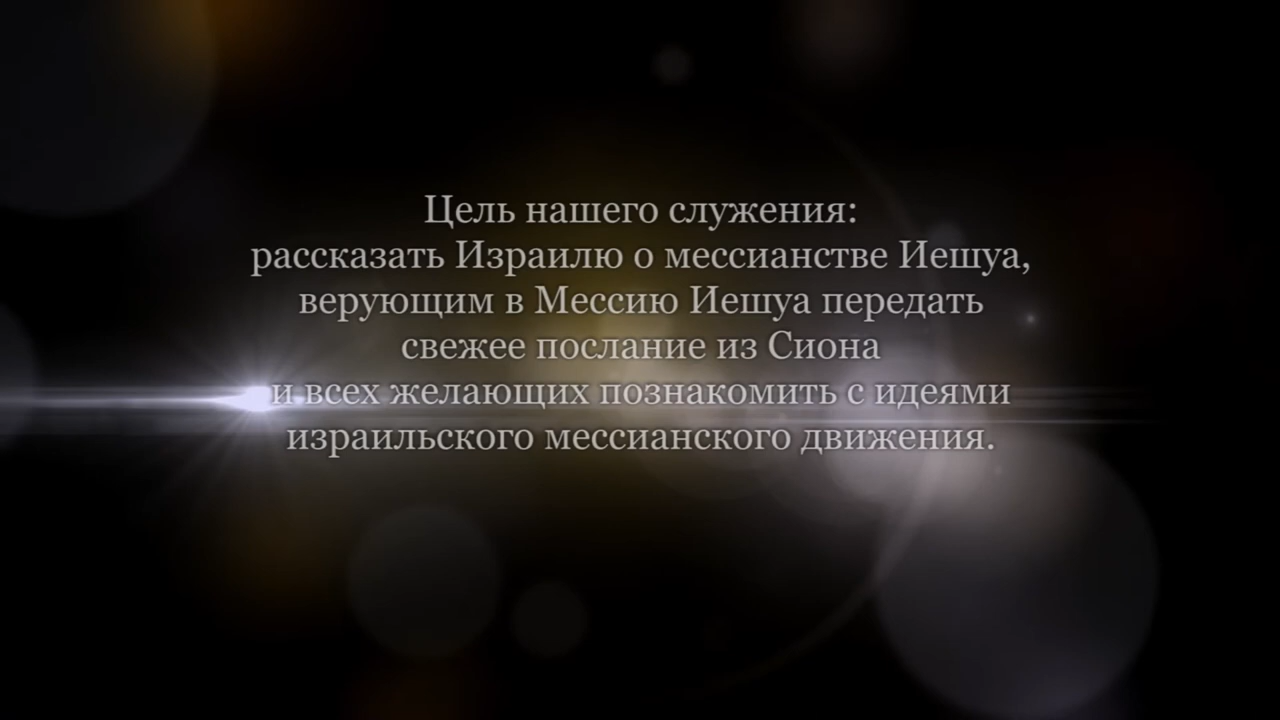 Цель нашего служения:
рассказать Израилю о мессианстве Иешуа,
верующим в Мессию Иешуа передать
свежее послание из Сиона
и всех желающих познакомить с идеями
израильского мессианского движения.